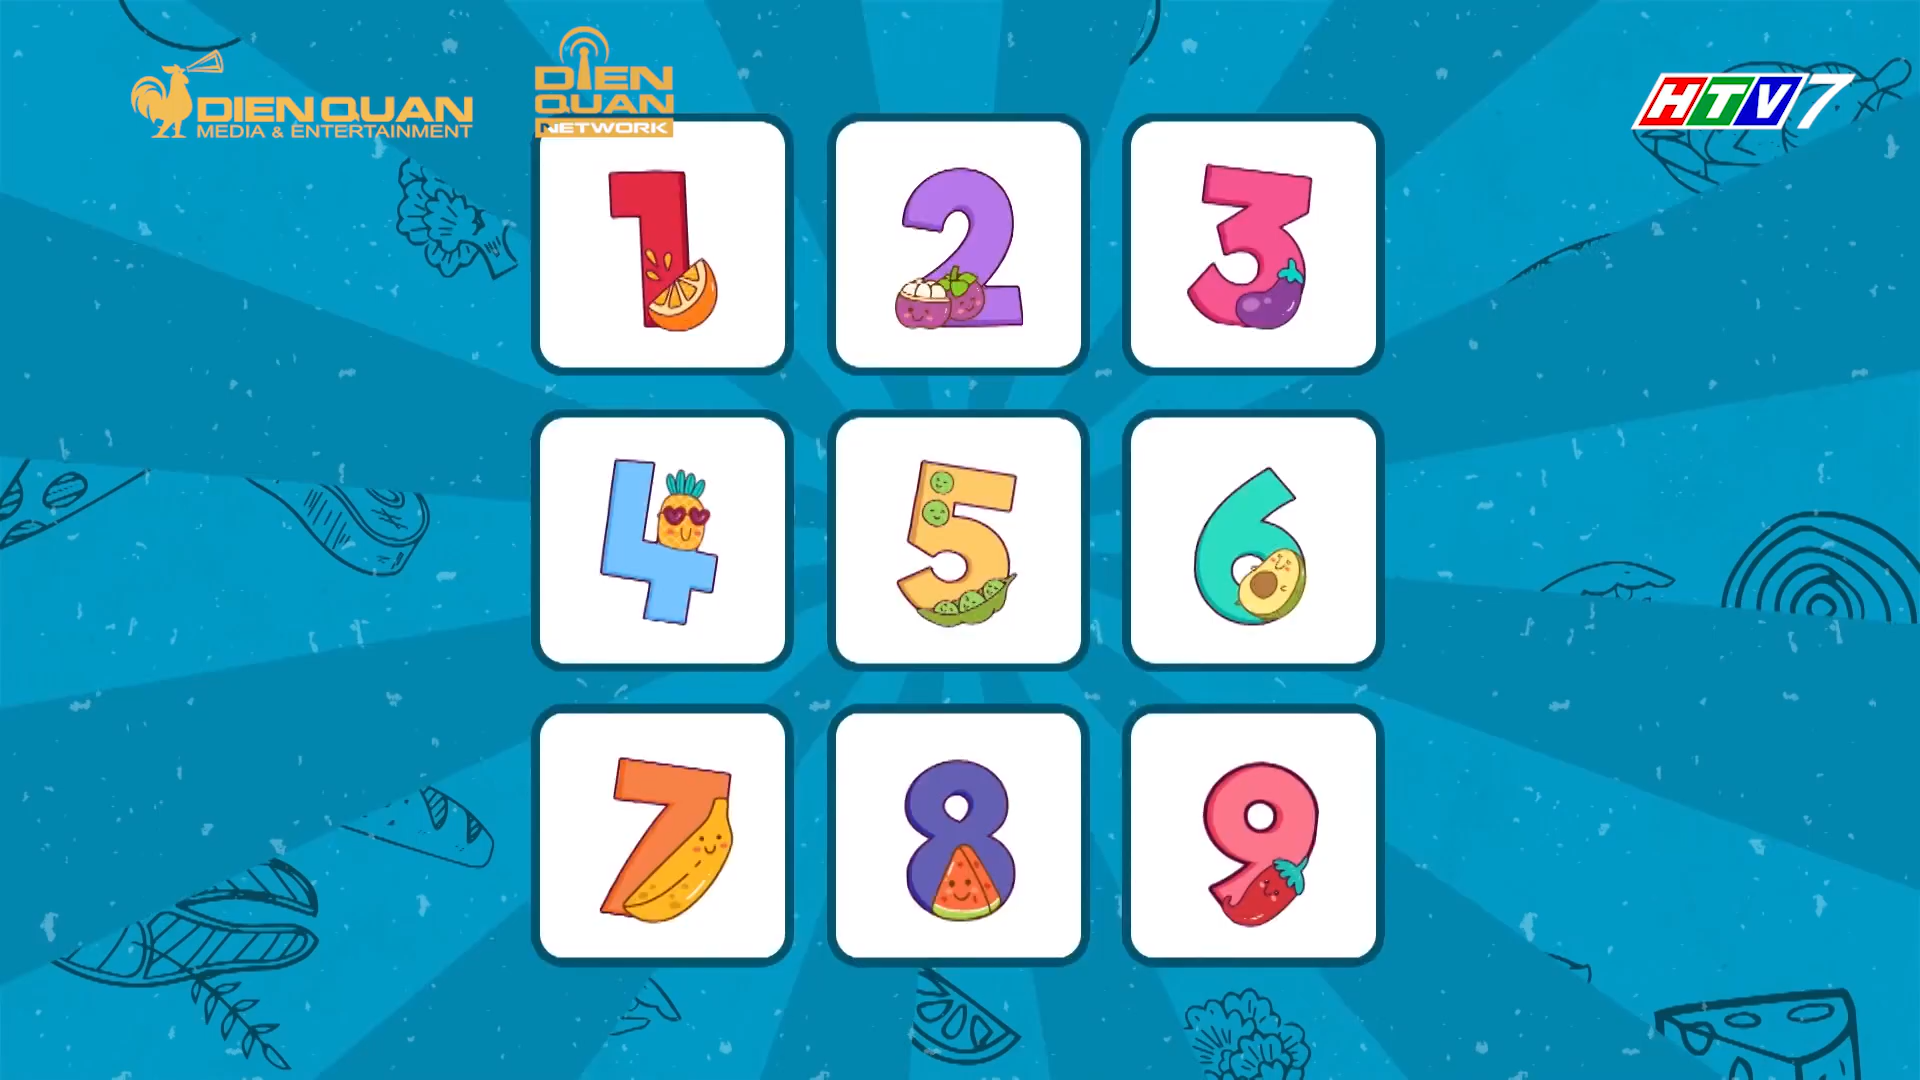 DIEN QUAN
MEDIA & ENTERTAINMENT
DIEN
QUAN
NETWORK
HTV7
1 2 3
4 5 6
7 8 9